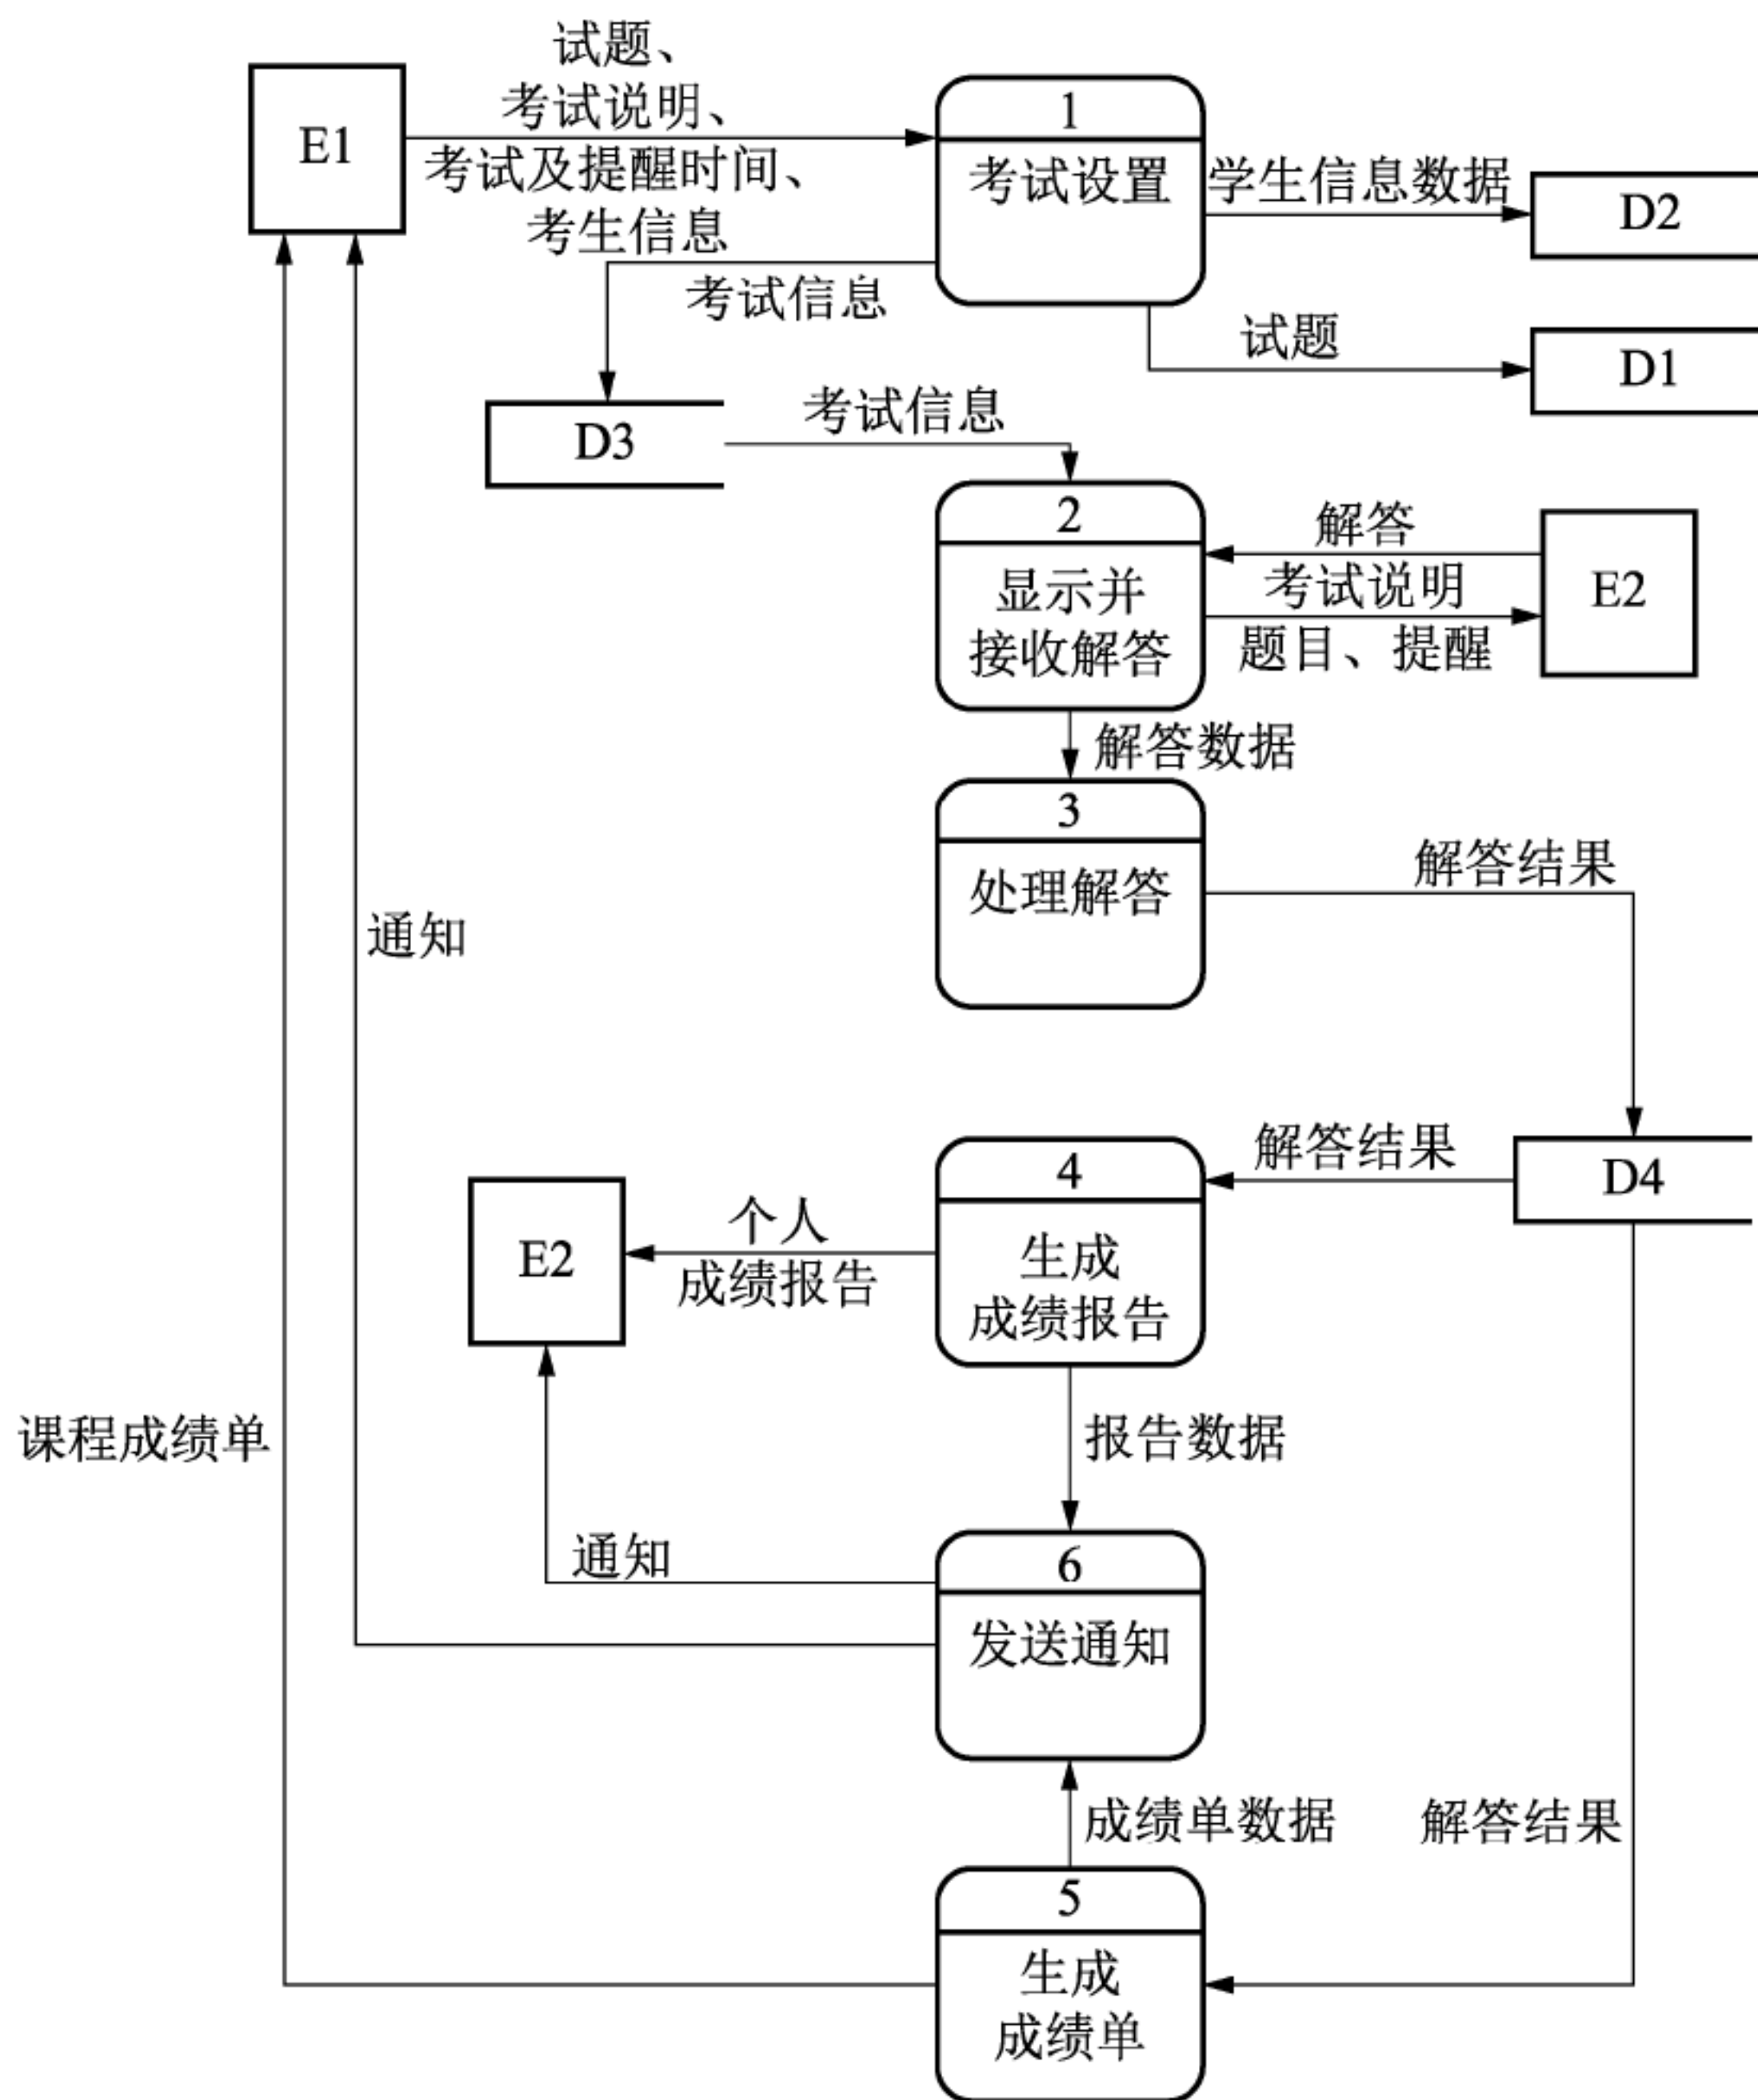 试题、
考试说明、
考试及提醒时间、
考生信息
E1
1
考试设置
学生信息数据
D2
考试信息
试题
D1
D3
考试信息
2
显示并
接收解答
解答
考试说明
题目、提醒
E2
解答数据
3
处理解答
解答结果
通知
4
生成
成绩报告
解答结果
D4
E2
个人
成绩报告
课程成绩单
报告数据
通知
6
发送通知
成绩单数据
解答结果
5
生成
成绩单